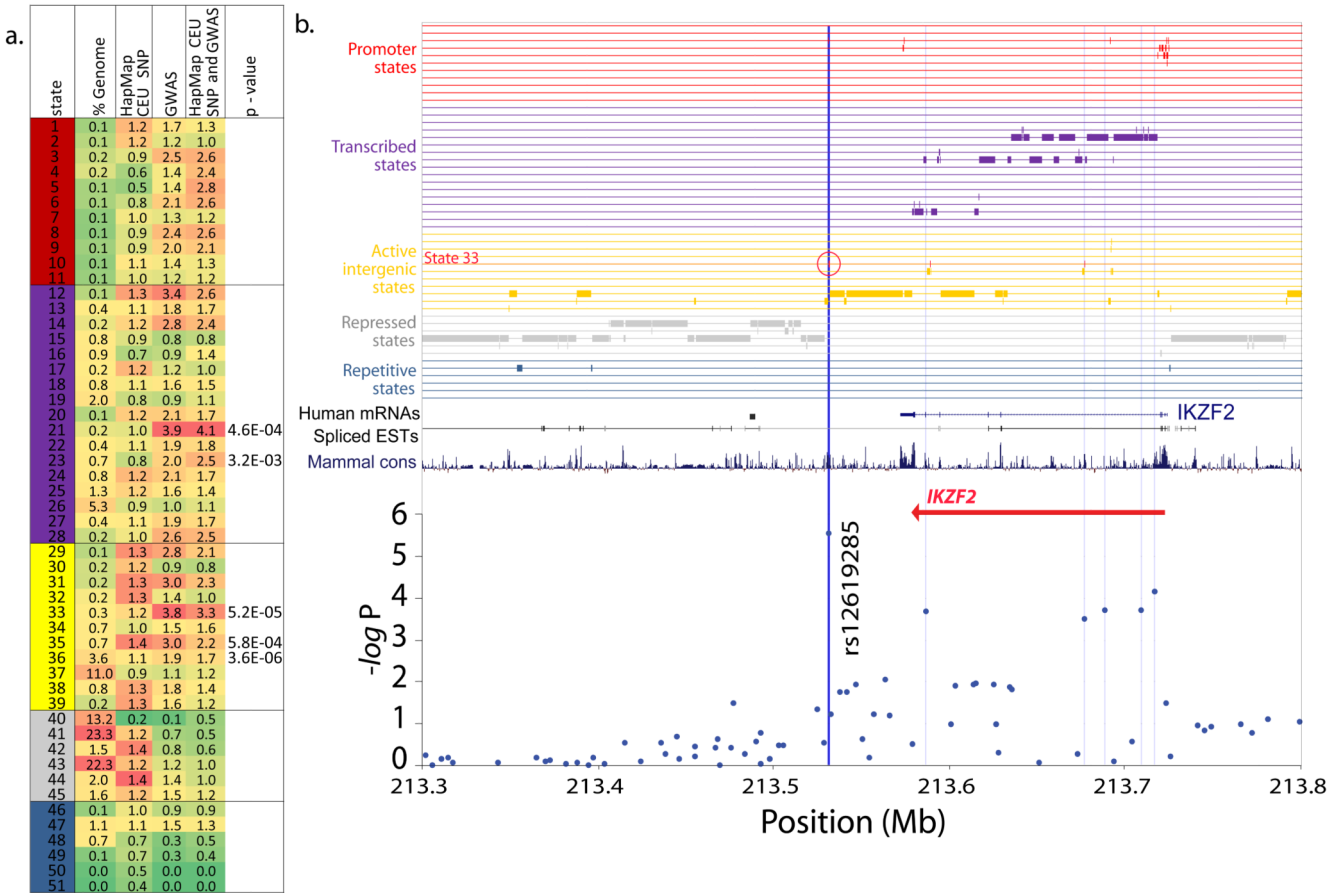 a.
state % Genome HapMap CEU SNP GWAS HapMap CEU SNP and GWAS p - value
1 0.1 1.2 1.7 1.3
2 0.1 1.2 1.2 1.0
3 0.2 0.9 2.5 2.6
4 0.2 0.6 1.4 2.4
5 0.1 0.5 1.4 2.8
6 0.1 0.8 2.1 2.6
7 0.1 1.0 1.3 1.2
8 0.1 0.9 2.4 2.6
9 0.1 0.9 2.0 2.1
10 0.1 1.1 1.4 1.3
11 0.1 1.0 1.2 1.2
12 0.1 1.3 3.4 2.6
13 0.4 1.1 1.8 1.7
14 0.2 1.2 2.8 2.4
15 0.8 0.9 0.8 0.8
16 0.9 0.7 0.9 1.4
17 0.2 1.2 1.2 1.0
18 0.8 1.1 1.6 1.5
19 2.0 0.8 0.9 1.1
20 0.1 1.2 2.1 1.7
21 0.2 1.0 3.9 4.1 4.6E-04
22 0.4 1.1 1.9 1.8
23 0.7 0.8 2.0 2.5 3.2E-03
24 0.8 1.2 2.1 1.7
25 1.3 1.2 1.6 1.4
26 5.3 0.9 1.0 1.1
27 0.4 1.1 1.9 1.7
28 0.2 1.0 2.6 2.5
29 0.1 1.3 2.8 2.1
30 0.2 1.2 0.9 0.8
31 0.2 1.3 3.0 2.3
32 0.2 1.3 1.4 1.0
33 0.3 1.2 3.8 3.3 5.2E-05
34 0.7 1.0 1.5 1.6
35 0.7 1.4 3.0 2.2 5.8E-04
36 3.6 1.1 1.9 1.7 3.6E-06
37 11.0 0.9 1.1 1.2
38 0.8 1.3 1.8 1.4
39 0.2 1.3 1.6 1.2
40 13.2 0.2 0.1 0.5
41 23.3 1.2 0.7 0.5
42 1.5 1.4 0.8 0.6
43 22.3 1.2 1.2 1.0
44 2.0 1.4 1.4 1.0
45 1.6 1.2 1.5 1.2
46 0.1 1.0 0.9 0.9
47 1.1 1.1 1.5 1.3
48 0.7 0.7 0.3 0.5
49 0.1 0.7 0.3 0.4
50 0.0 0.5 0.0 0.0
51 0.0 0.4 0.0 0.0
b.
Promoter
states
Transcribed
states
Active
intergenic
states
State 33
Repressed
states
Repetitive
states
Human mRNAs
IKZF2
Spliced ESTs
Mammal cons
IKZF2
rs12619285
-log P
6
5
4
3
2
1
0
213.3 213.4 213.5 213.6 213.7 213.8
Position (Mb)